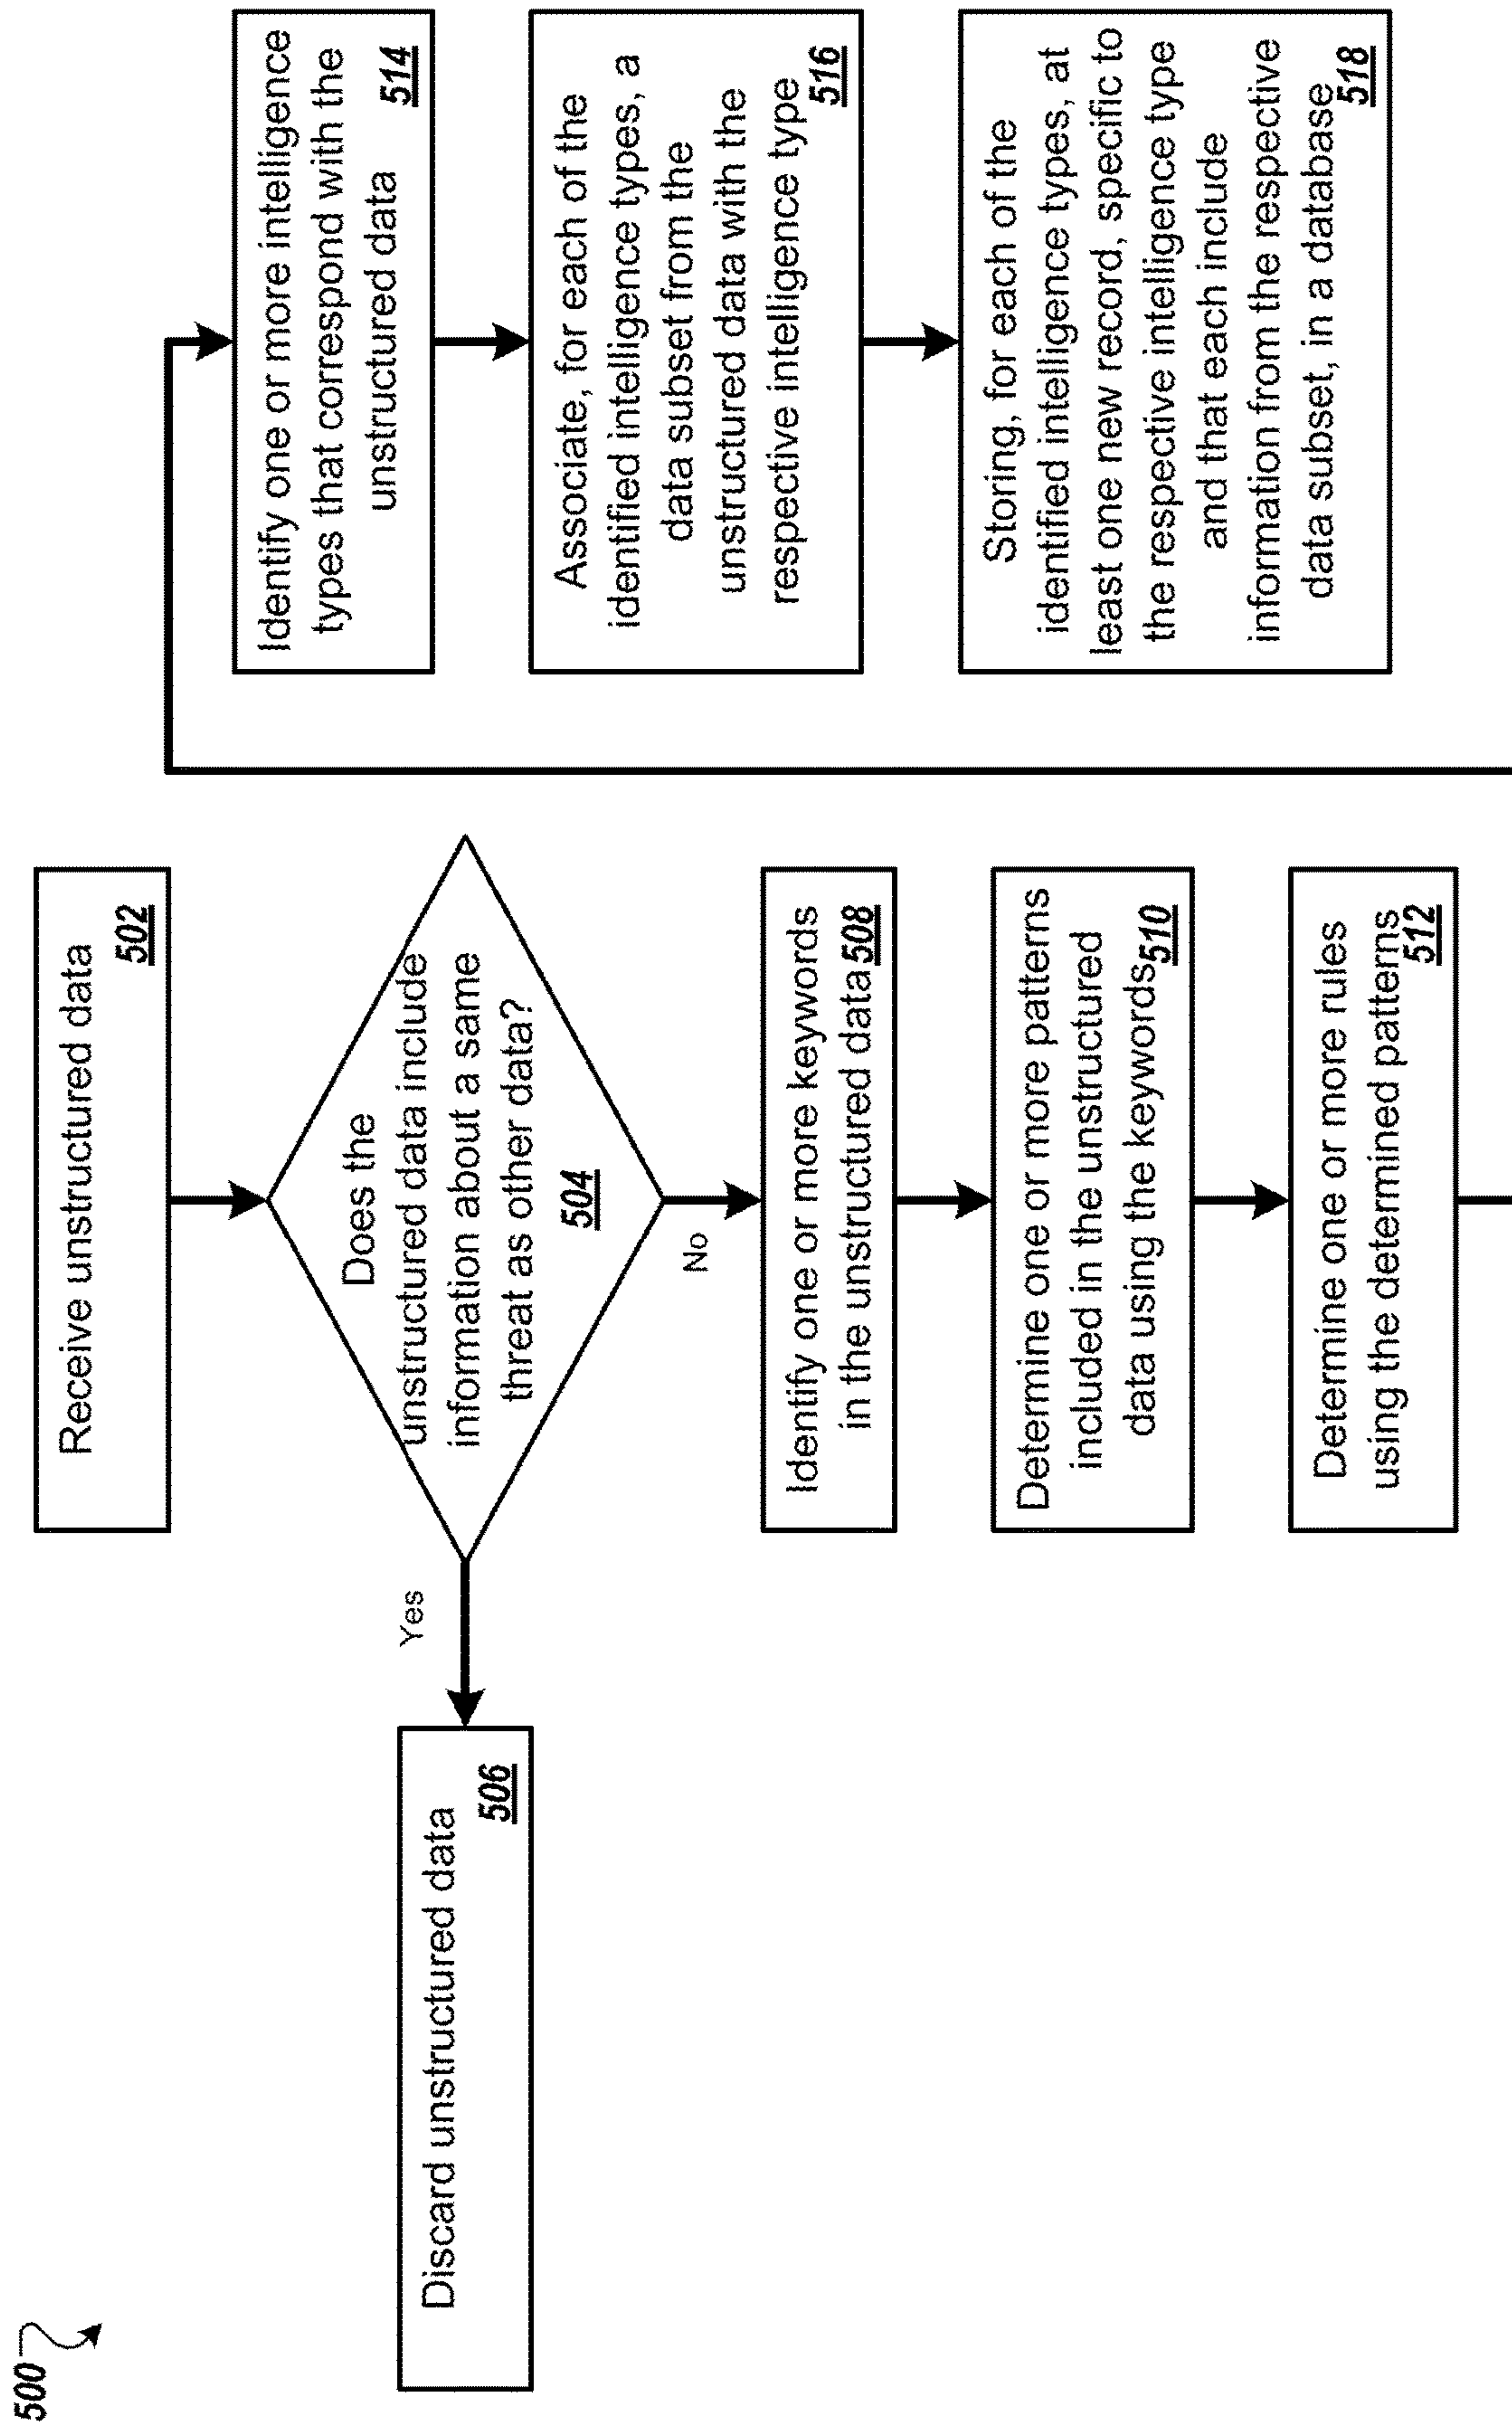 500
Receive unstructured data
502
Does the
unstructured data include
information about a same
threat as other data?
504
Yes
Discard unstructured data
506
No
Identify one or more keywords
in the unstructured data
508
Determine one or more patterns
included in the unstructured
data using the keywords
510
Determine one or more rules
using the determined patterns
512
Identify one or more intelligence
types that correspond with the
unstructured data
514
Associate, for each of the
identified intelligence types, a
data subset from the
unstructured data with the
respective intelligence type
516
Storing, for each of the
identified intelligence types, at
least one new record, specific to
the respective intelligence type
and that each include
information from the respective
data subset, in a database
518